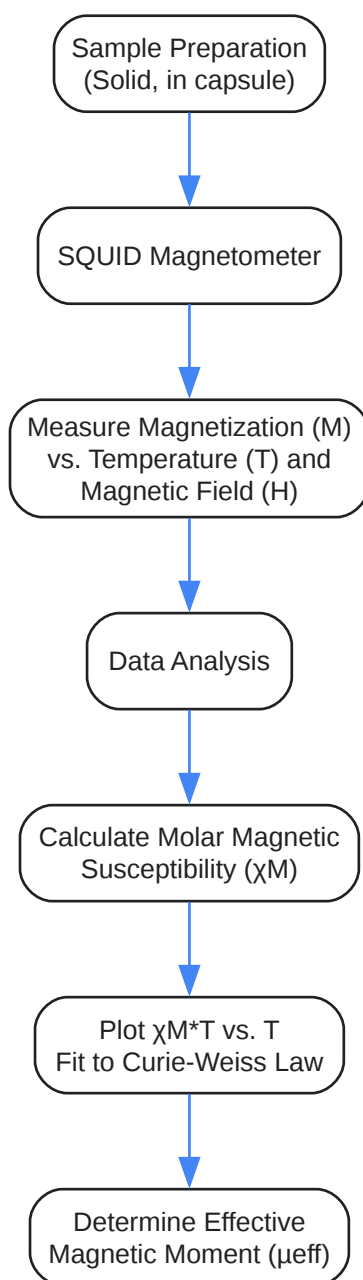 Sample Preparation
(Solid, in capsule)
SQUID Magnetometer
Measure Magnetization (M)
vs. Temperature (T) and
Magnetic Field (H)
Data Analysis
Calculate Molar Magnetic
Susceptibility (χM)
Plot χM*T vs. T
Fit to Curie-Weiss Law
Determine Effective
Magnetic Moment (μeff)